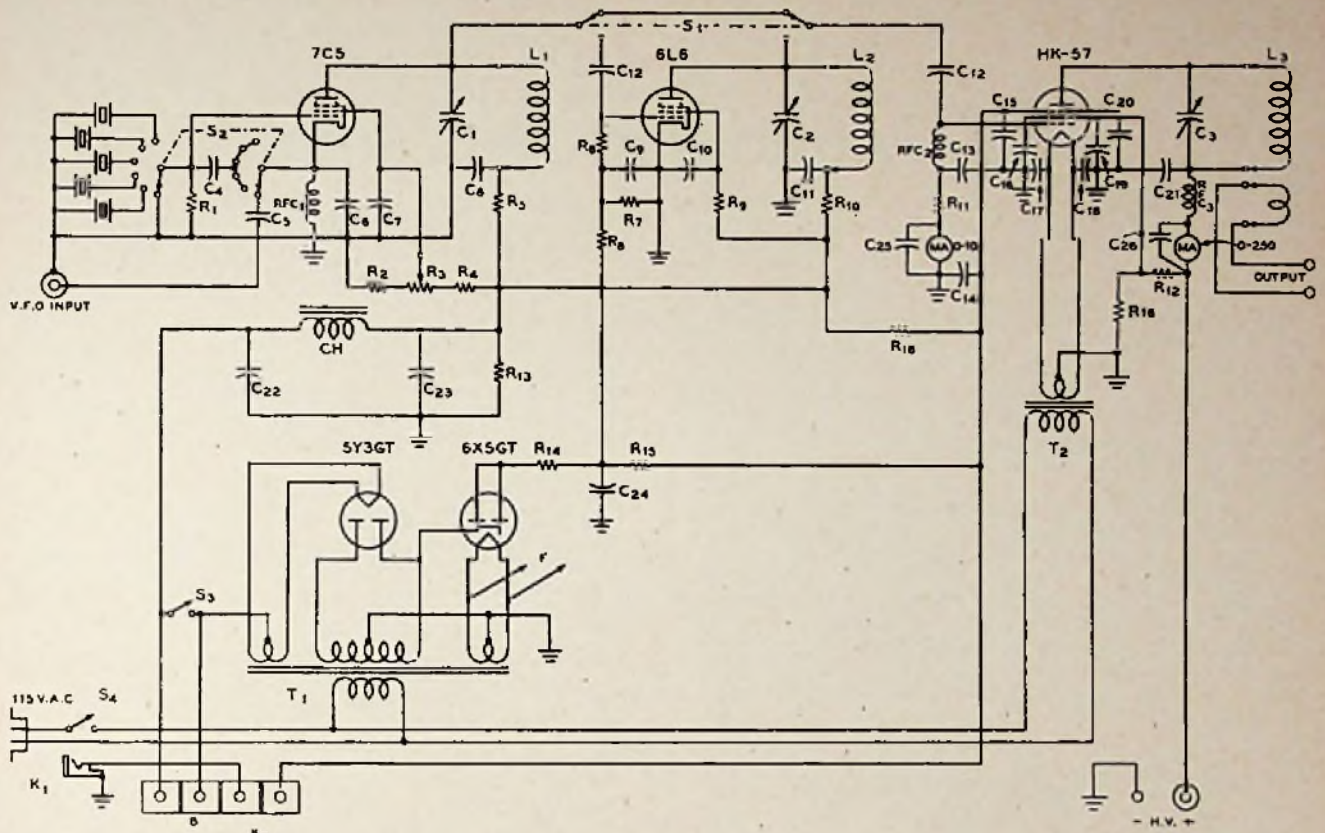 7C5
6L6
HK-57
S1
L1
L2
L3
C12
C12
C15
C20
S2
C4
C1
R6
C9
C10
C2
RFC2
C13
C3
R1
C5
RFC1
C6
C7
C8
R5
R7
R9
C11
R10
R11
C16
C17
C18
C19
C21
RFC3
R8
C25
MA
0-10
C26
MA
0-250
R2
R3
R4
C14
R12
OUTPUT
V.F.O INPUT
CH
R16
R16
C22
C23
R13
5Y3GT
6X5GT
R14
R15
T2
C24
F
S3
T1
115 V.A.C
S4
K1
B
- H.V. +